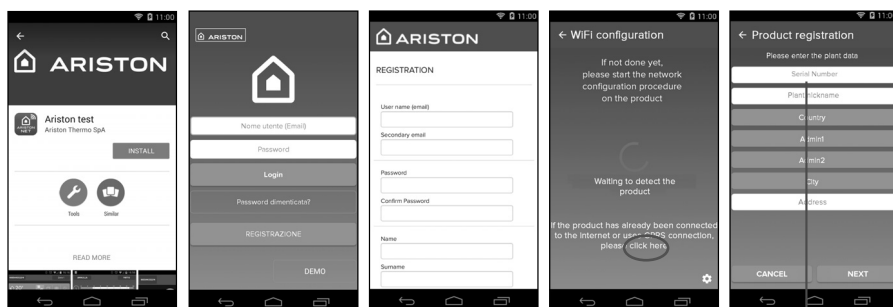 11:00
ARISTON
Ariston test
Ariston Thermo SpA
INSTALL
Tools
Similar
READ MORE
ARISTON
Nome utente (Email)
Password
Login
Password dimenticata?
REGISTRAZIONE
DEMO
11:00
ARISTON
REGISTRATION
User name (email)
Secondary email
Password
Confirm Password
Name
Surname
11:00
WiFi configuration
If not done yet,
please start the network
configuration procedure
on the product
Waiting to detect the
product
If the product has already been connected
to the Internet or uses GPRS connection,
please click here
11:00
Product registration
Please enter the plant data
Serial Number
Plant nickname
Country
Admin1
Admin2
City
Address
CANCEL
NEXT